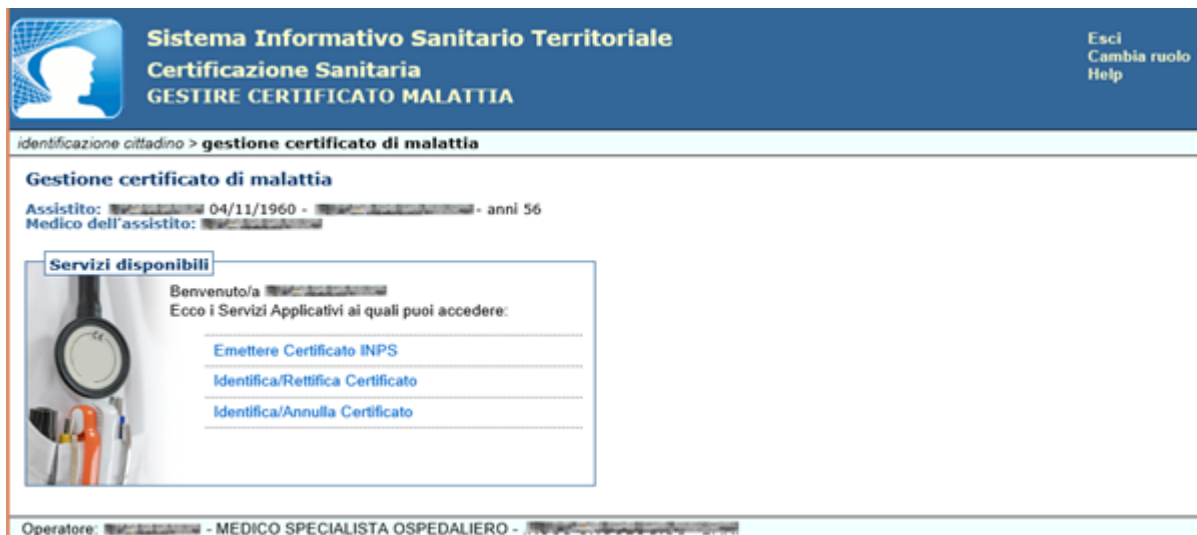 Sistema Informativo Sanitario Territoriale
Certificazione Sanitaria
GESTIRE CERTIFICATO MALATTIA
Esci
Cambia ruolo
Help
identificazione cittadino > gestione certificato di malattia
Gestione certificato di malattia
Assistito: 04/11/1960 - - anni 56
Medico dell'assistito:
Servizi disponibili
Benvenuto/a
Ecco i Servizi Applicativi ai quali puoi accedere:
Emettere Certificato INPS
Identifica/Rettifica Certificato
Identifica/Annulla Certificato
Operatore: - MEDICO SPECIALISTA OSPEDALIERO -